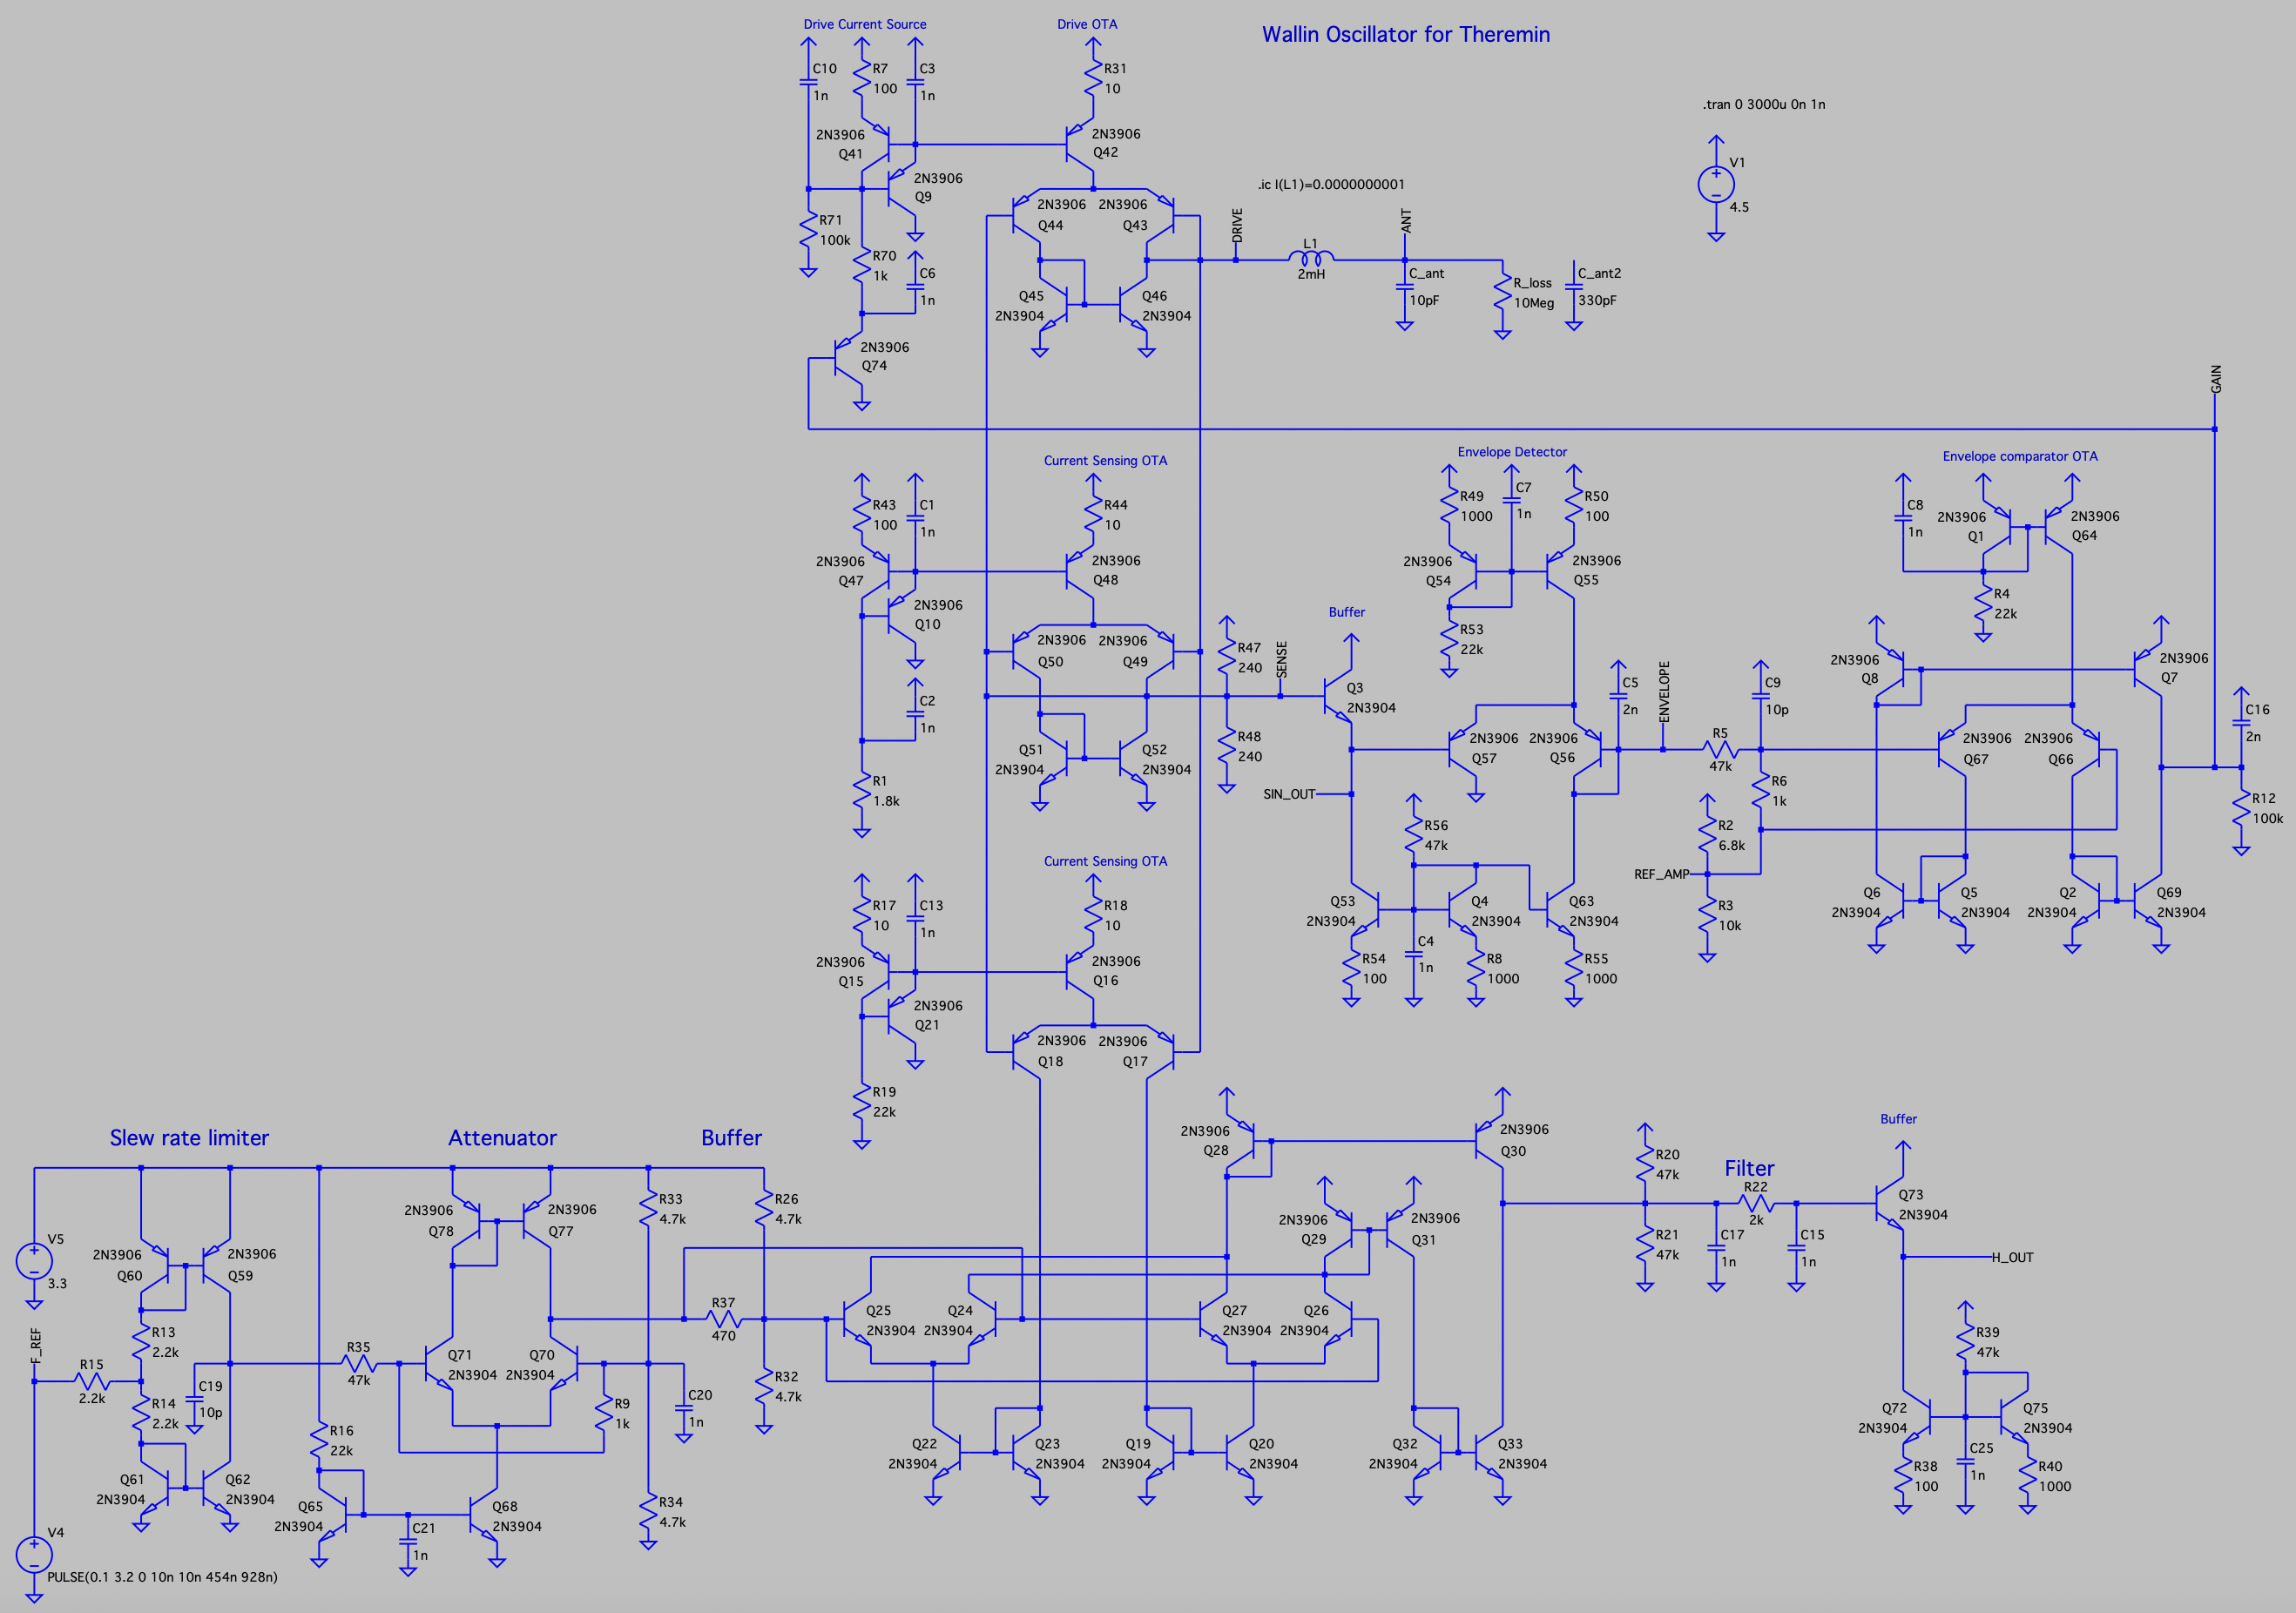 Drive Current Source
Drive OTA
Wallin Oscillator for Theremin
C10
1n
R7
100
C3
1n
R31
10
.tran 0 3000u 0n 1n
2N3906
Q41
2N3906
Q42
V1
4.5
2N3906
Q9
.ic I(L1)=0.0000000001
2N3906
Q44
2N3906
Q43
DRIVE
ANT
R71
100k
R70
1k
C6
1n
L1
2mH
C_ant
10pF
R_loss
10Meg
C_ant2
330pF
Q45
2N3904
Q46
2N3904
2N3906
Q74
GAIN
Current Sensing OTA
Envelope Detector
Envelope comparator OTA
R43
100
C1
1n
R44
10
R49
1000
C7
1n
R50
100
C8
1n
2N3906
Q1
2N3906
Q64
2N3906
Q47
2N3906
Q48
2N3906
Q54
2N3906
Q55
2N3906
Q10
R4
22k
Buffer
R53
22k
2N3906
Q50
2N3906
Q49
R47
240
SENSE
Q3
2N3904
C5
2n
ENVELOPE
C9
10p
2N3906
Q8
2N3906
Q7
C2
1n
C16
2n
Q51
2N3904
Q52
2N3904
R48
240
2N3906
Q57
2N3906
Q56
R5
47k
2N3906
Q67
2N3906
Q66
R1
1.8k
SIN_OUT
R6
1k
R12
100k
R56
47k
R2
6.8k
Current Sensing OTA
REF_AMP
R17
10
C13
1n
R18
10
Q53
2N3904
Q4
2N3904
Q63
2N3904
R3
10k
Q6
2N3904
Q5
2N3904
Q2
2N3904
Q69
2N3904
2N3906
Q15
2N3906
Q16
R54
100
C4
1n
R8
1000
R55
1000
2N3906
Q21
2N3906
Q18
2N3906
Q17
R19
22k
Slew rate limiter
Attenuator
Buffer
2N3906
Q28
2N3906
Q30
Buffer
R20
47k
Filter
R22
2k
2N3906
Q78
2N3906
Q77
R33
4.7k
R26
4.7k
2N3906
Q29
2N3906
Q31
Q73
2N3904
V5
3.3
2N3906
Q60
2N3906
Q59
R21
47k
C17
1n
C15
1n
H_OUT
F_REF
R13
2.2k
R37
470
Q25
2N3904
Q24
2N3904
Q27
2N3904
Q26
2N3904
R15
2.2k
R35
47k
Q71
2N3904
Q70
2N3904
R39
47k
C19
10p
R14
2.2k
R9
1k
C20
1n
R32
4.7k
R16
22k
Q22
2N3904
Q23
2N3904
Q19
2N3904
Q20
2N3904
Q32
2N3904
Q33
2N3904
Q72
2N3904
Q75
2N3904
Q61
2N3904
Q62
2N3904
Q65
2N3904
Q68
2N3904
R34
4.7k
R38
100
C25
1n
R40
1000
V4
C21
1n
PULSE(0.1 3.2 0 10n 10n 454n 928n)